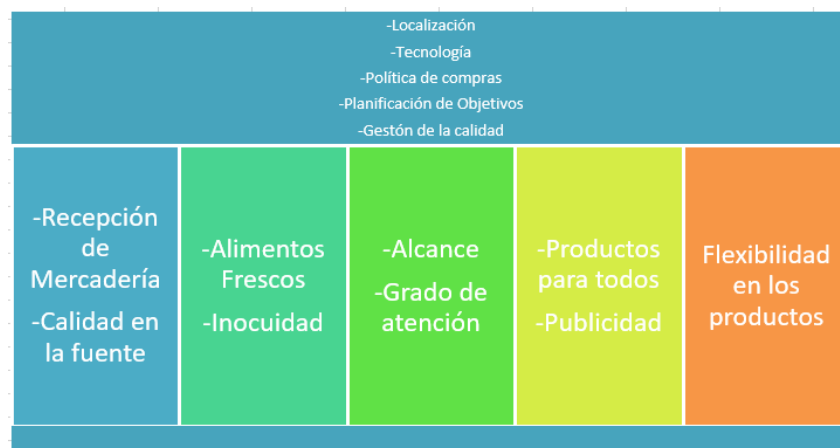 -Localización
-Tecnología
-Política de compras
-Planificación de Objetivos
-Gestón de la calidad
-Recepción
de
Mercadería
-Calidad en
la fuente
-Alimentos
Frescos
-Inocuidad
-Alcance
-Grado de
atención
-Productos
para todos
-Publicidad
Flexibilidad
en los
productos